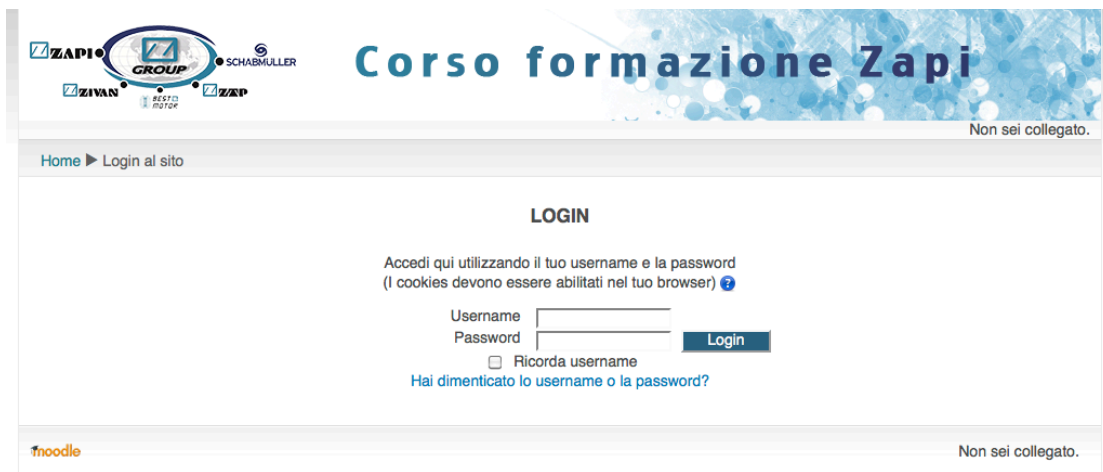 ZAPI
GROUP
SCHABMÜLLER
ZIVAN
BEST
MOTOR
ZTP
Corso formazione Zapi
Non sei collegato.
Home ▶ Login al sito
LOGIN
Accedi qui utilizzando il tuo username e la password
(I cookies devono essere abilitati nel tuo browser) ?
Username
Password
Login
Ricorda username
Hai dimenticato lo username o la password?
moodle
Non sei collegato.